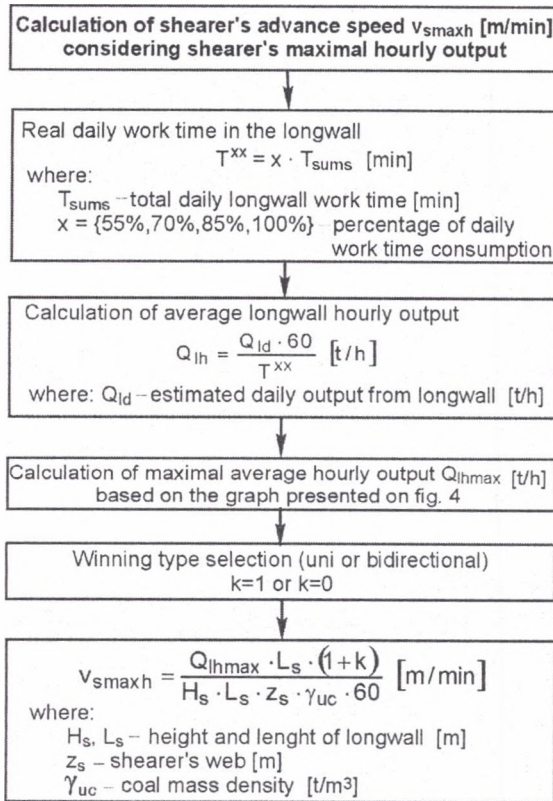 Calculation of shearer's advance speed vsmaxh [m/min]
considering shearer's maximal hourly output
Real daily work time in the longwall
T^xx = x · Tsums [min]
where:
Tsums – total daily longwall work time [min]
x = {55%,70%,85%,100%} – percentage of daily
work time consumption
Calculation of average longwall hourly output
Qlh = Qld · 60 / T^xx [t/h]
where: Qld – estimated daily output from longwall [t/h]
Calculation of maximal average hourly output Qlhmax [t/h]
based on the graph presented on fig. 4
Winning type selection (uni or bidirectional)
k=1 or k=0
vsmaxh = Qlhmax · Ls · (1+k) / Hs · Ls · zs · γuc · 60 [m/min]
where:
Hs, Ls – height and lenght of longwall [m]
zs – shearer's web [m]
γuc – coal mass density [t/m³]